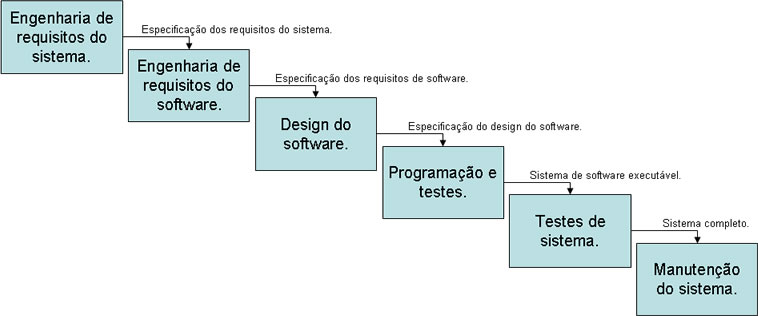 Engenharia de
requisitos do
sistema.
Especificação dos requisitos do sistema.
Engenharia de
requisitos do
software.
Especificação dos requisitos de software.
Design do
software.
Especificação do design do software.
Programação e
testes.
Sistema de software executável.
Testes de
sistema.
Sistema completo.
Manutenção
do sistema.